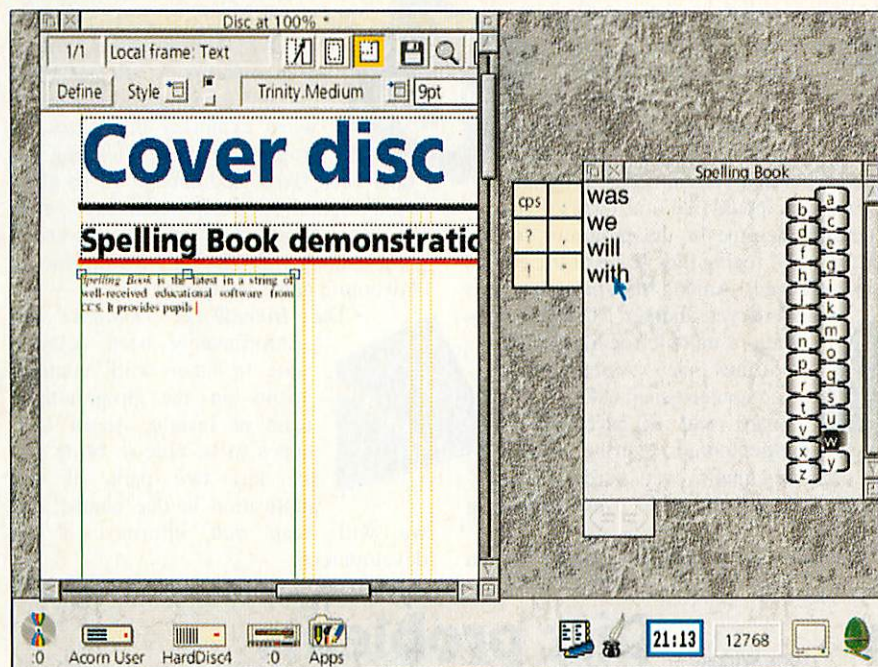 Disc at 100% *
1/1 Local frame: Text
Define Style Trinity.Medium 9pt
Cover disc
Spelling Book demonstratio
Spelling Book is the latest in a string of
well-received educational software from
CCS. It provides pupils
Spelling Book
cps .
? ,
! "
was
we
will
with
a
b
c
d
e
f
g
h
i
j
k
l
m
n
o
p
q
r
s
t
u
v
w
x
y
z
:0 Acorn User HardDisc4 :0 Apps
21:13 12768